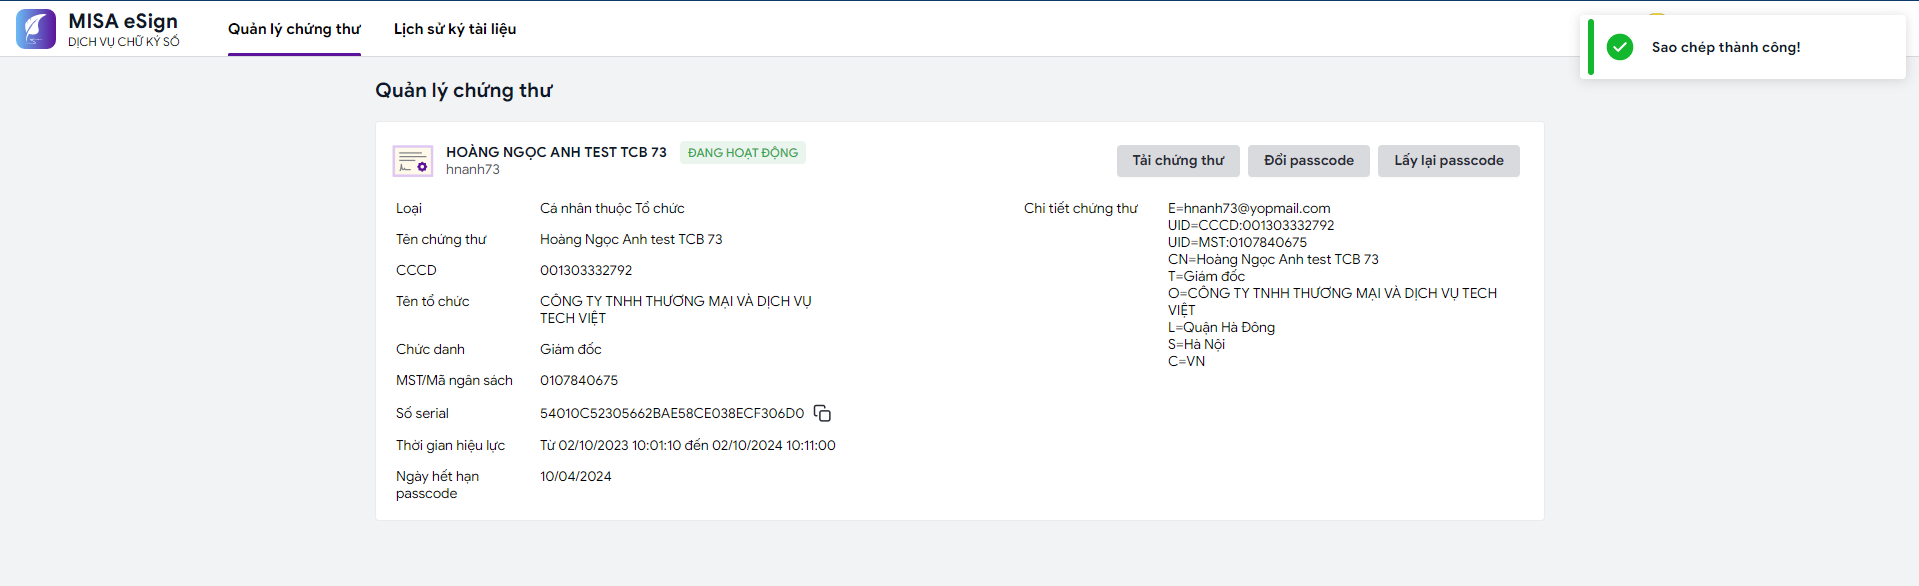 MISA eSign
DỊCH VỤ CHỮ KÝ SỐ
Quản lý chứng thư
Lịch sử ký tài liệu
Sao chép thành công!
Quản lý chứng thư
HOÀNG NGỌC ANH TEST TCB 73
ĐANG HOẠT ĐỘNG
hnanh73
Tải chứng thư
Đổi passcode
Lấy lại passcode
Loại
Cá nhân thuộc Tổ chức
Tên chứng thư
Hoàng Ngọc Anh test TCB 73
CCCD
001303332792
Tên tổ chức
CÔNG TY TNHH THƯƠNG MẠI VÀ DỊCH VỤ
TECH VIỆT
Chức danh
Giám đốc
MST/Mã ngân sách
0107840675
Số serial
54010C52305662BAE58CE038ECF306D0
Thời gian hiệu lực
Từ 02/10/2023 10:01:10 đến 02/10/2024 10:11:00
Ngày hết hạn
passcode
10/04/2024
Chi tiết chứng thư
E=hnanh73@yopmail.com
UID=CCCD:001303332792
UID=MST:0107840675
CN=Hoàng Ngọc Anh test TCB 73
T=Giám đốc
O=CÔNG TY TNHH THƯƠNG MẠI VÀ DỊCH VỤ TECH
VIỆT
L=Quận Hà Đông
S=Hà Nội
C=VN